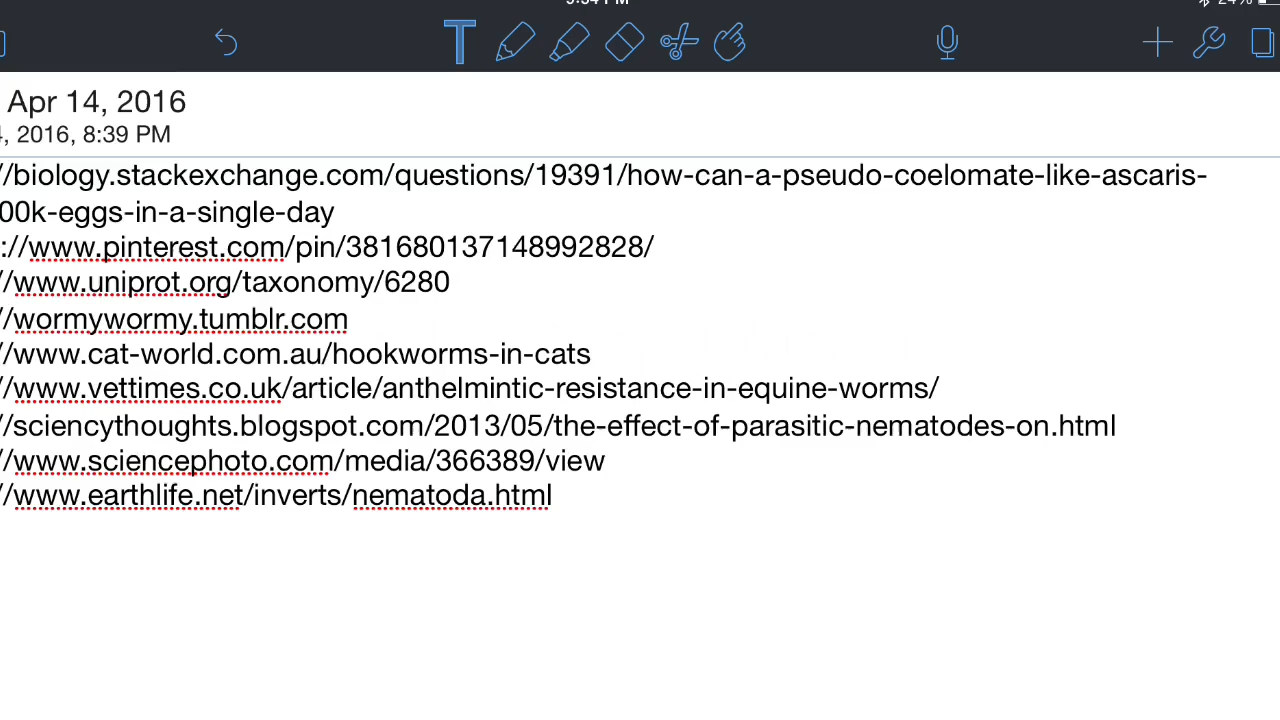 Apr 14, 2016
, 2016, 8:39 PM
//biology.stackexchange.com/questions/19391/how-can-a-pseudo-coelomate-like-ascaris-
00k-eggs-in-a-single-day
://www.pinterest.com/pin/381680137148992828/
//www.uniprot.org/taxonomy/6280
//wormywormy.tumblr.com
//www.cat-world.com.au/hookworms-in-cats
//www.vettimes.co.uk/article/anthelmintic-resistance-in-equine-worms/
//sciencythoughts.blogspot.com/2013/05/the-effect-of-parasitic-nematodes-on.html
//www.sciencephoto.com/media/366389/view
//www.earthlife.net/inverts/nematoda.html